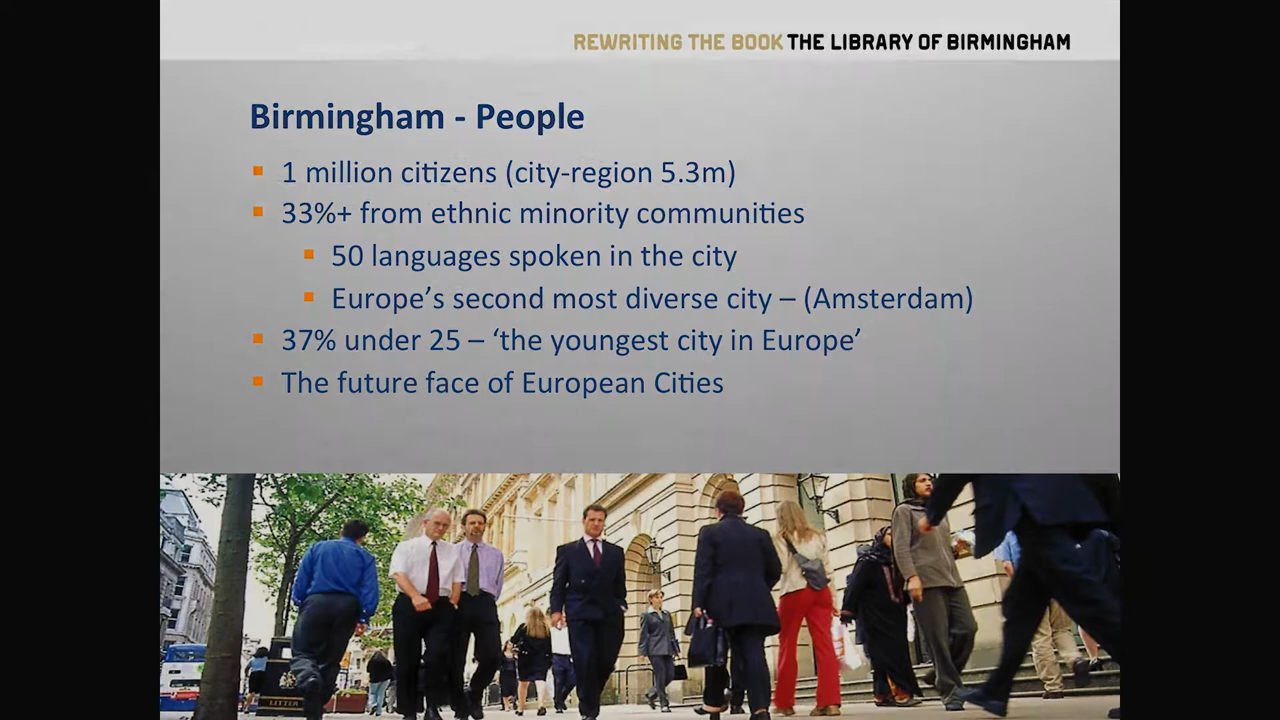 REWRITING THE BOOK THE LIBRARY OF BIRMINGHAM
Birmingham - People
1 million citizens (city-region 5.3m)
33%+ from ethnic minority communities
50 languages spoken in the city
Europe’s second most diverse city – (Amsterdam)
37% under 25 – ‘the youngest city in Europe’
The future face of European Cities
LITTER